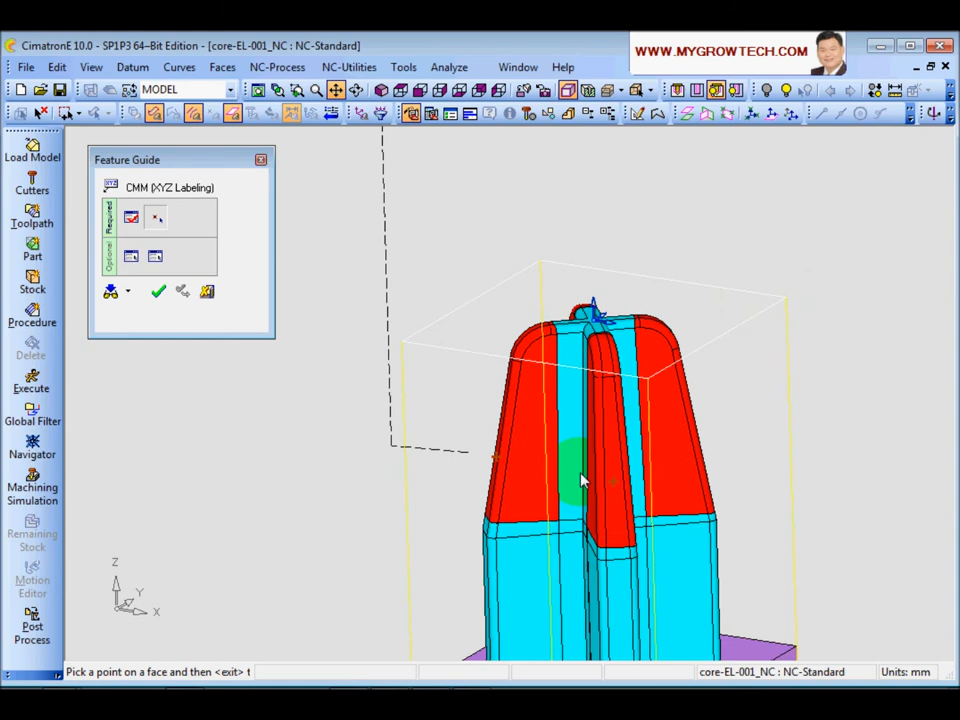 CimatronE 10.0 - SP1P3 64-Bit Edition - [core-EL-001_NC : NC-Standard]
WWW.MYGROWTECH.COM
File Edit View Datum Curves Faces NC-Process NC-Utilities Tools Analyze Window Help
MODEL
Load Model
Cutters
Toolpath
Part
Stock
Procedure
Delete
Execute
Global Filter
Navigator
Machining
Simulation
Remaining
Stock
Motion
Editor
Post
Process
Feature Guide
XYZ
CMM (XYZ Labeling)
Required
Optional
Z
Y
X
Pick a point on a face and then <exit> t
core-EL-001_NC : NC-Standard
Units: mm